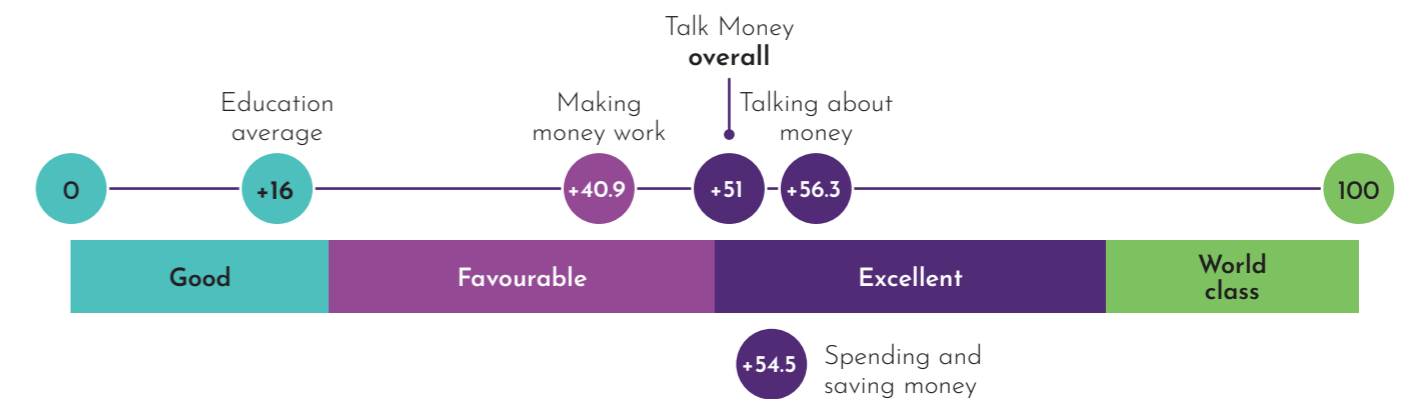 Talk Money
overall
Education
average
Making
money work
Talking about
money
0
+16
+40.9
+51
+56.3
100
Good
Favourable
Excellent
World
class
+54.5
Spending and
saving money